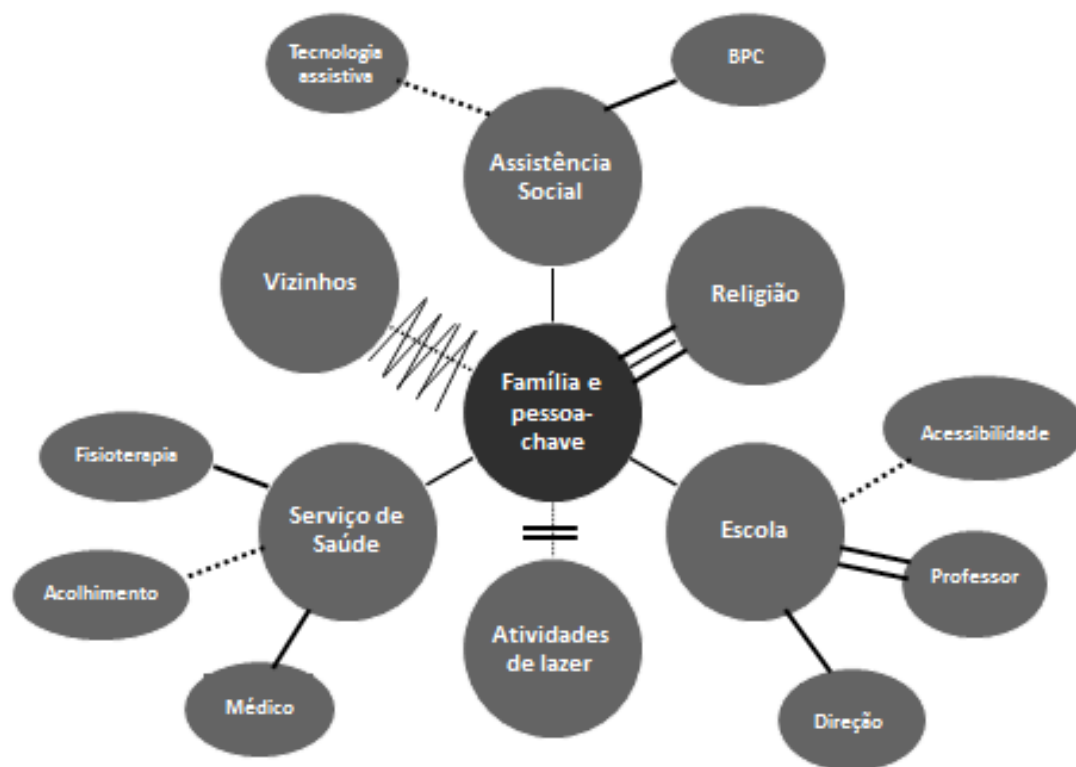 Tecnologia
assistiva
BPC
Assistência
Social
Vizinhos
Religião
Família e
pessoa-
chave
Acessibilidade
Fisioterapia
Serviço de
Saúde
Escola
Acolhimento
Professor
Atividades
de lazer
Médico
Direção